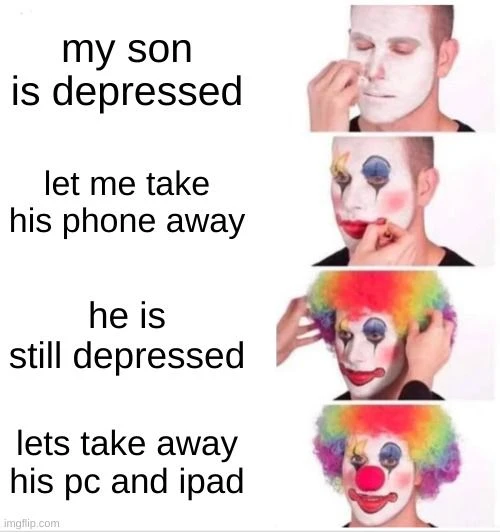 my son
is depressed
let me take
his phone away
he is
still depressed
lets take away
his pc and ipad
imgflip.com